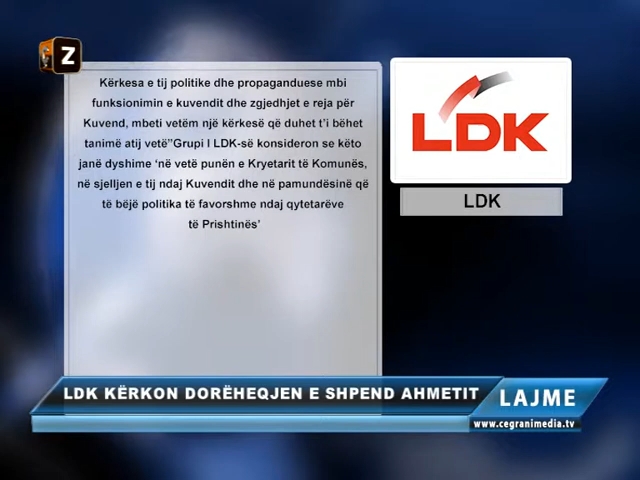 Z
Kërkesa e tij politike dhe propaganduese mbi
funksionimin e kuvendit dhe zgjedhjet e reja për
Kuvend, mbeti vetëm një kërkesë që duhet t'i bëhet
tanimë atij vetë"Grupi I LDK-së konsideron se këto
janë dyshime 'në vetë punën e Kryetarit të Komunës,
në sjelljen e tij ndaj Kuvendit dhe në pamundësinë që
të bëjë politika të favorshme ndaj qytetarëve
të Prishtinës'
LDK
LDK
LDK KËRKON DORËHEQJEN E SHPEND AHMETIT
LAJME
www.cegranimedia.tv